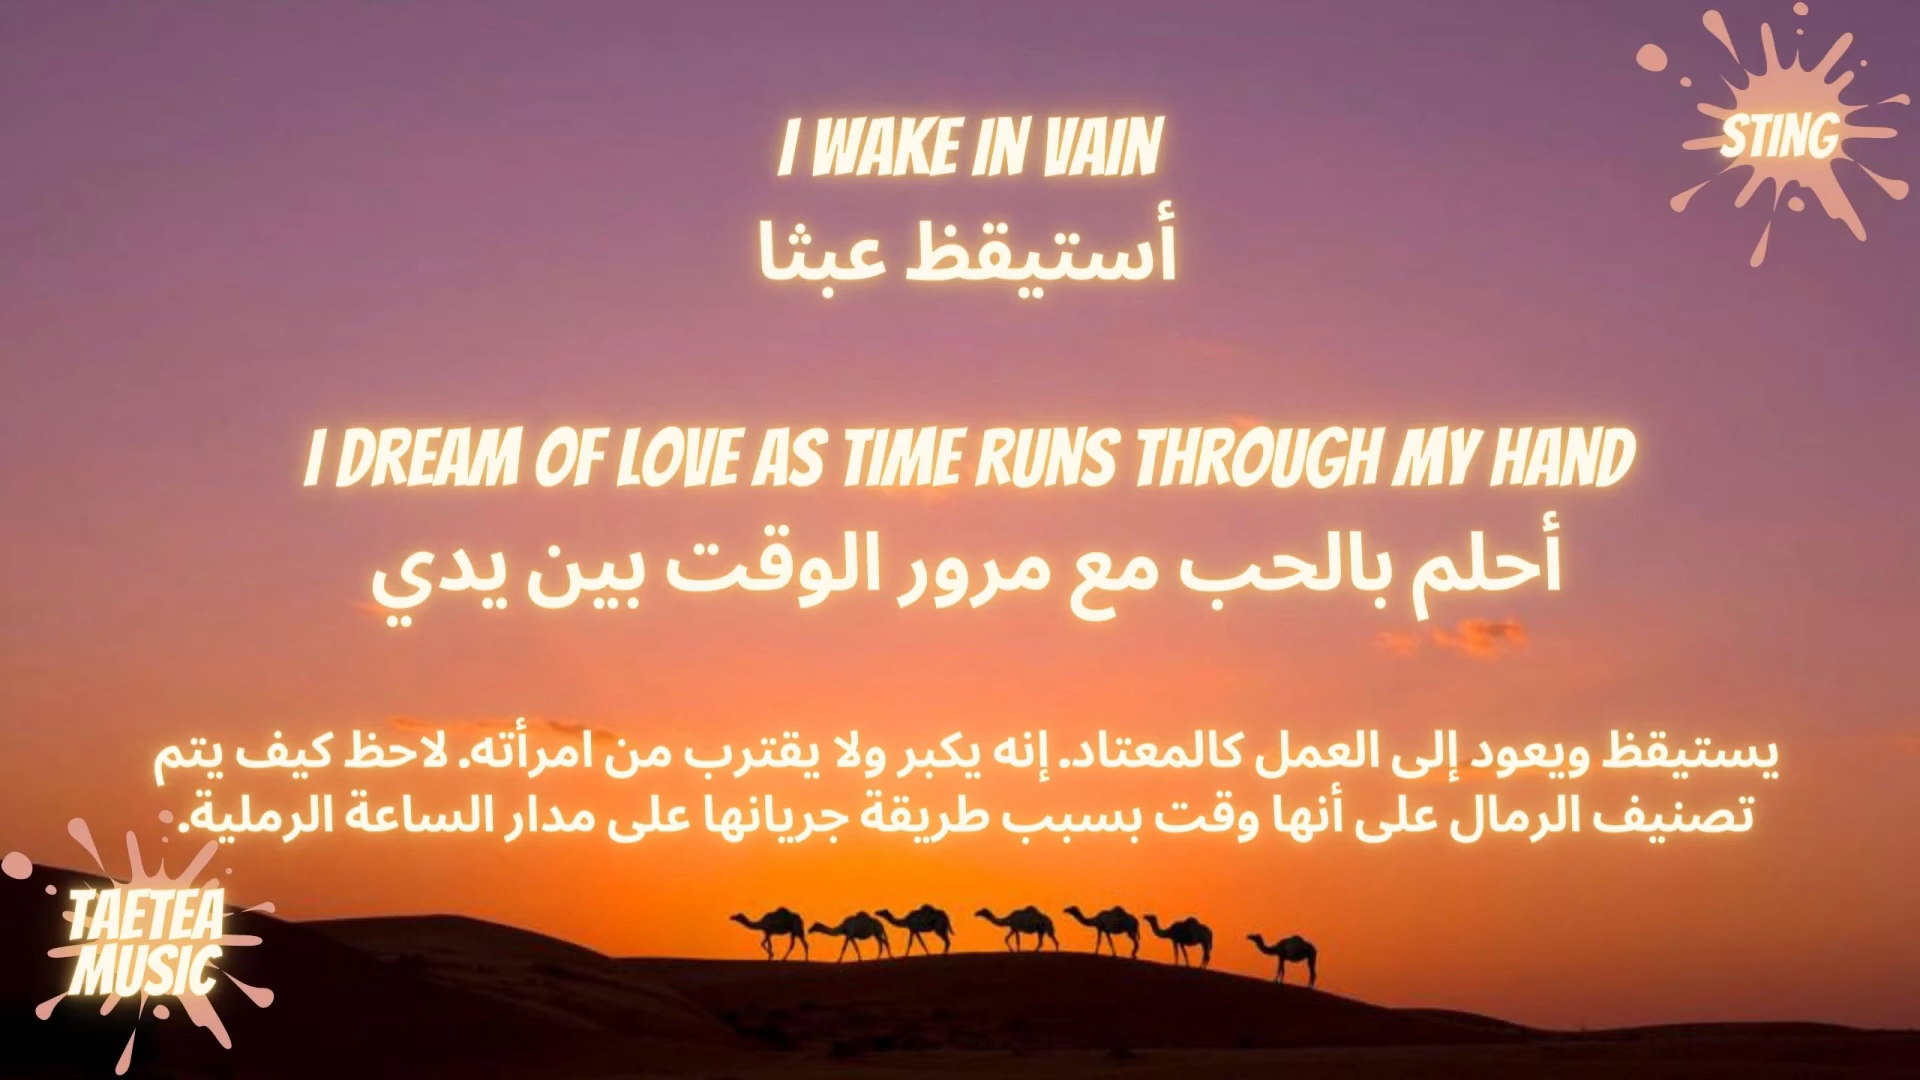 STING
I WAKE IN VAIN
أستيقظ عبثا
I DREAM OF LOVE AS TIME RUNS THROUGH MY HAND
أحلم بالحب مع مرور الوقت بين يدي
يستيقظ ويعود إلى العمل كالمعتاد. إنه يكبر ولا يقترب من امرأته. لاحظ كيف يتم
تصنيف الرمال على أنها وقت بسبب طريقة جريانها على مدار الساعة الرملية.
TAETEA
MUSIC